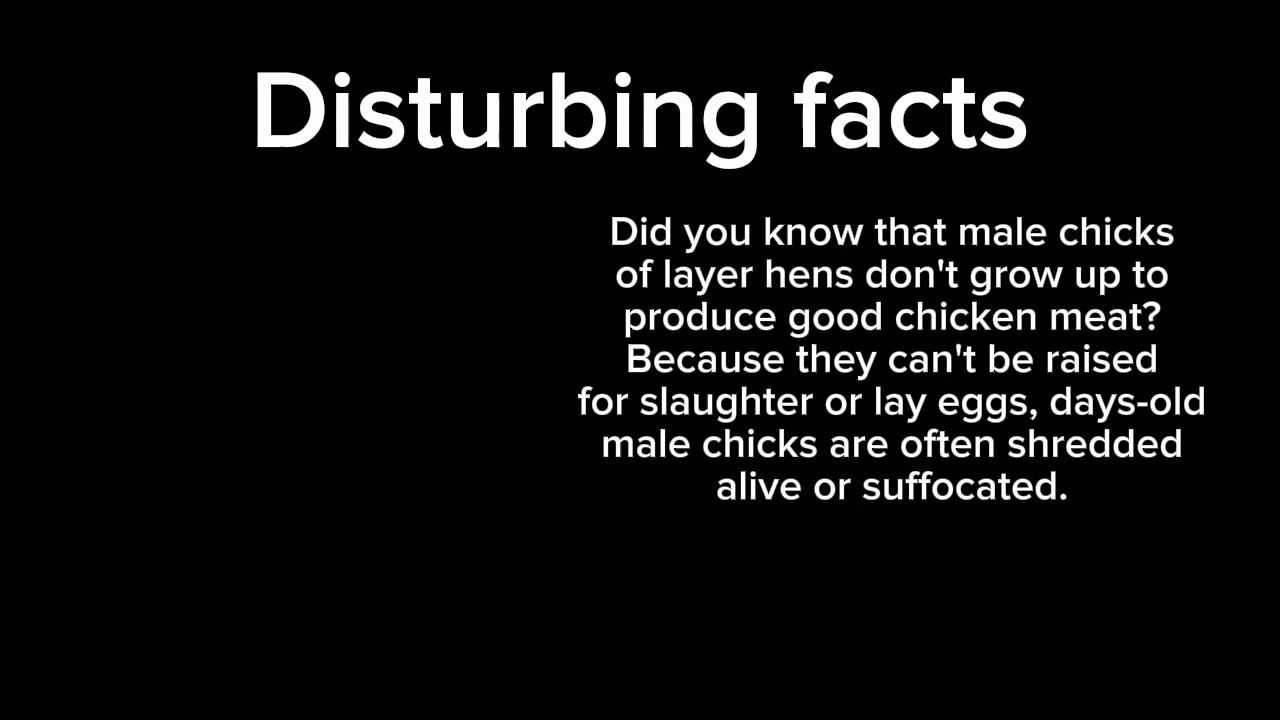 Disturbing facts
Did you know that male chicks
of layer hens don't grow up to
produce good chicken meat?
Because they can't be raised
for slaughter or lay eggs, days-old
male chicks are often shredded
alive or suffocated.